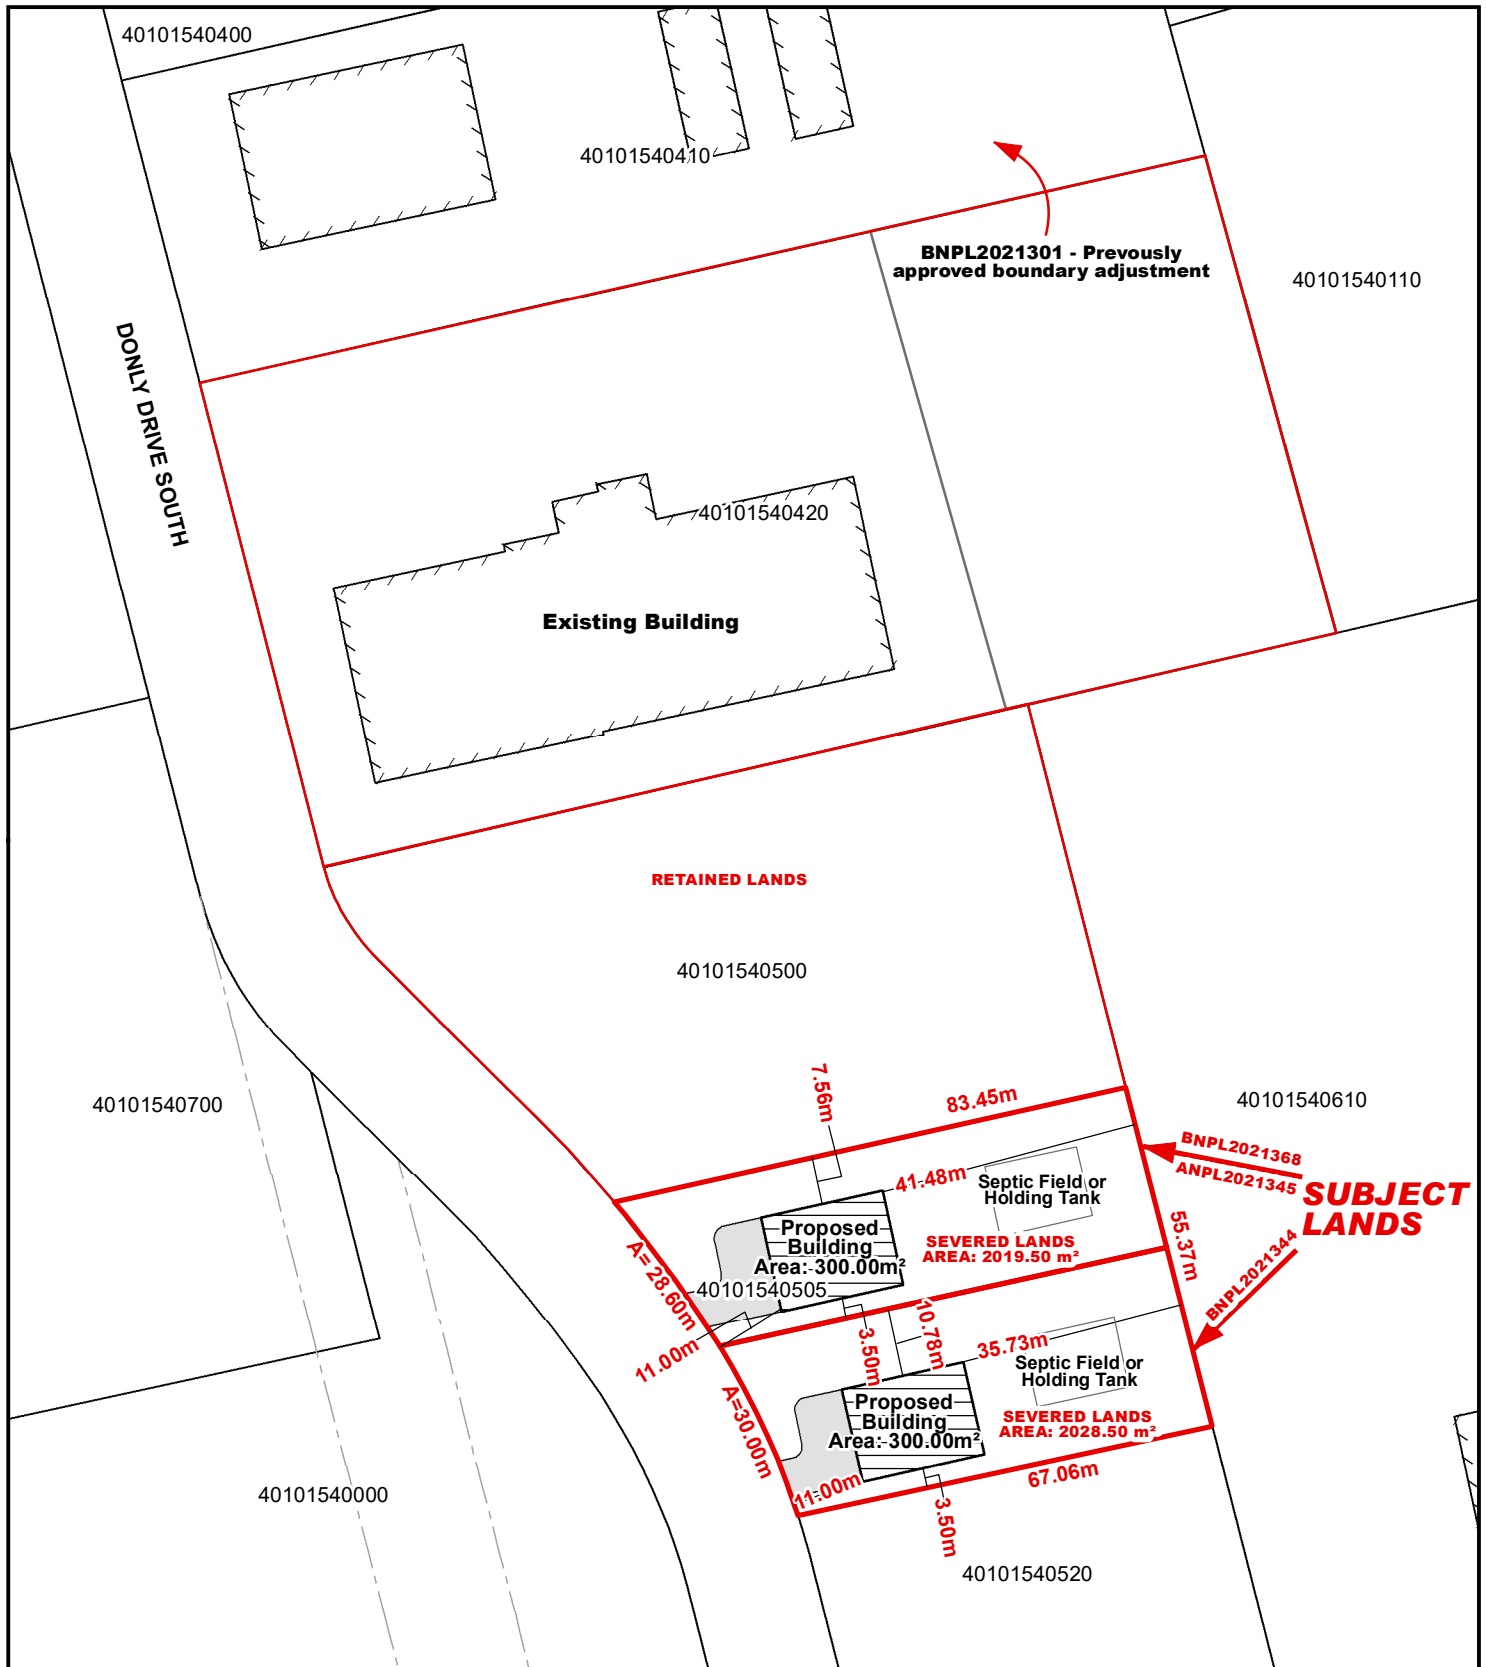 40101540400
40101540410
BNPL2021301 - Prevously
approved boundary adjustment
40101540110
DONLY DRIVE SOUTH
40101540420
Existing Building
RETAINED LANDS
40101540500
40101540700
7.56m
83.45m
40101540610
BNPL2021368
ANPL2021345
SUBJECT
LANDS
BNPL2021344
41.48m
Septic Field or
Holding Tank
55.37m
Proposed
Building
Area: 300.00m²
SEVERED LANDS
AREA: 2019.50 m²
A= 28.60m
40101540505
11.00m
3.50m
10.78m
35.73m
Septic Field or
Holding Tank
A=30.00m
Proposed
Building
Area: 300.00m²
SEVERED LANDS
AREA: 2028.50 m²
11.00m
67.06m
3.50m
40101540000
40101540520